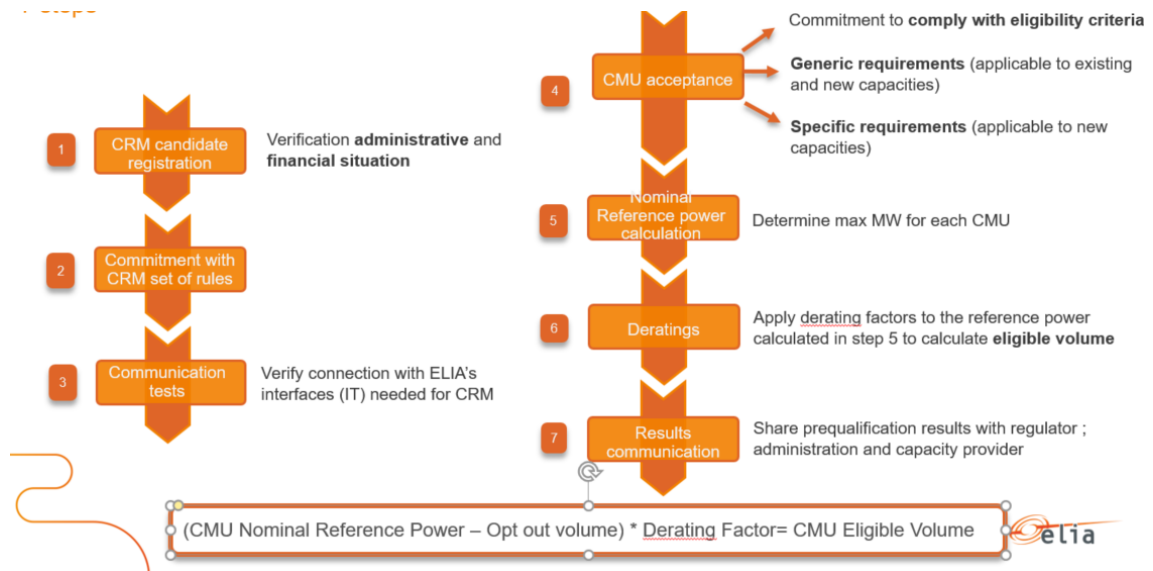 7 steps
1
CRM candidate
registration
Verification administrative and
financial situation
2
Commitment with
CRM set of rules
3
Communication
tests
Verify connection with ELIA's
interfaces (IT) needed for CRM
4
CMU acceptance
Commitment to comply with eligibility criteria
Generic requirements (applicable to existing
and new capacities)
Specific requirements (applicable to new
capacities)
5
Nominal
Reference power
calculation
Determine max MW for each CMU
6
Deratings
Apply derating factors to the reference power
calculated in step 5 to calculate eligible volume
7
Results
communication
Share prequalification results with regulator ;
administration and capacity provider
(CMU Nominal Reference Power – Opt out volume) * Derating Factor= CMU Eligible Volume
elia